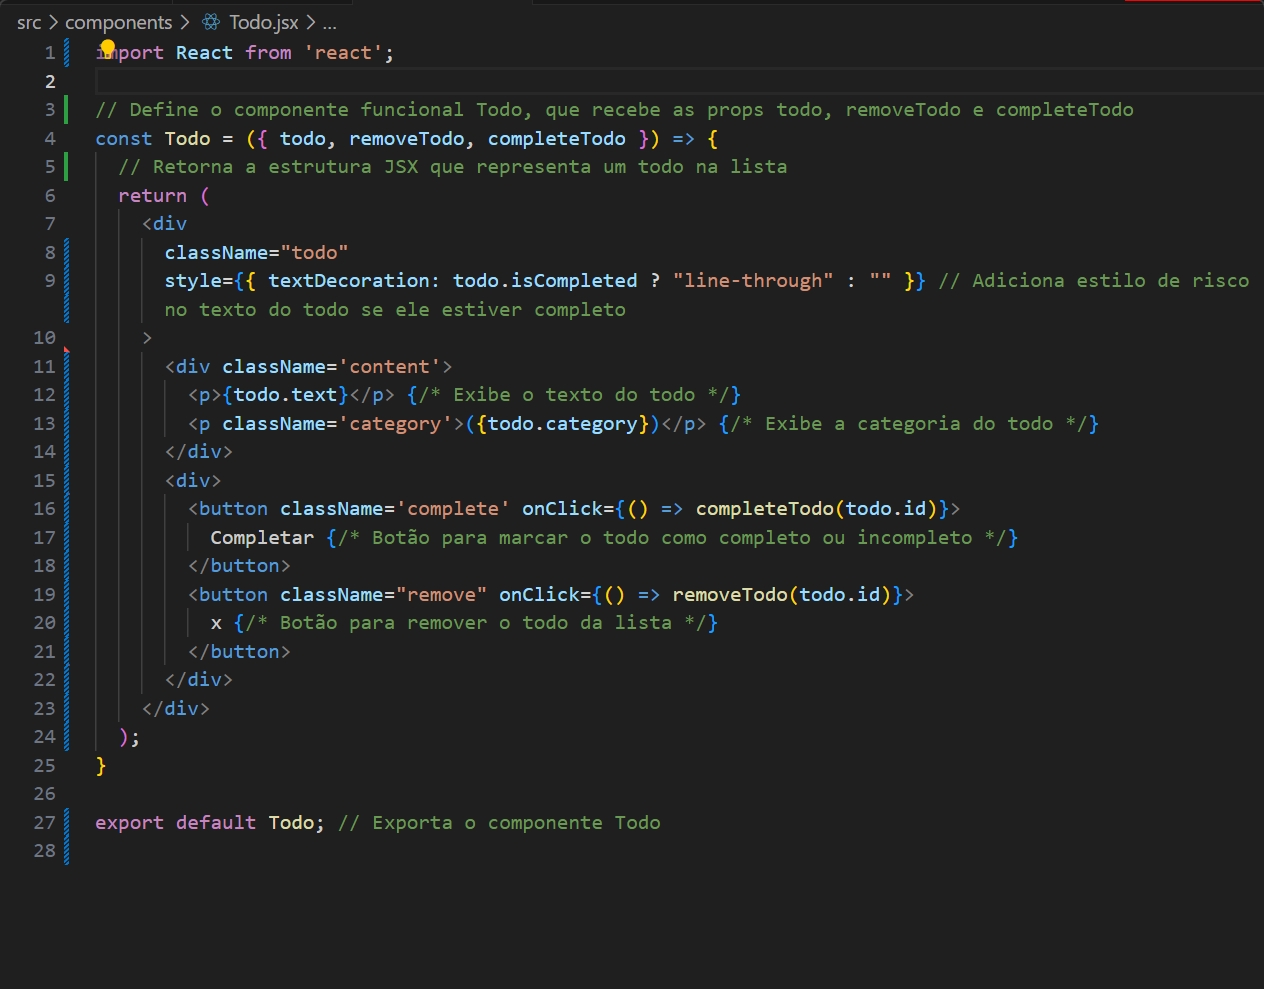 src > components > Todo.jsx > ...
1 import React from 'react';
2
3 // Define o componente funcional Todo, que recebe as props todo, removeTodo e completeTodo
4 const Todo = ({ todo, removeTodo, completeTodo }) => {
5 // Retorna a estrutura JSX que representa um todo na lista
6 return (
7 <div
8 className="todo"
9 style={{ textDecoration: todo.isCompleted ? "line-through" : "" }} // Adiciona estilo de risco
no texto do todo se ele estiver completo
10 >
11 <div className='content'>
12 <p>{todo.text}</p> {/* Exibe o texto do todo */}
13 <p className='category'>({todo.category})</p> {/* Exibe a categoria do todo */}
14 </div>
15 <div>
16 <button className='complete' onClick={() => completeTodo(todo.id)}>
17 Completar {/* Botão para marcar o todo como completo ou incompleto */}
18 </button>
19 <button className="remove" onClick={() => removeTodo(todo.id)}>
20 x {/* Botão para remover o todo da lista */}
21 </button>
22 </div>
23 </div>
24 );
25 }
26
27 export default Todo; // Exporta o componente Todo
28